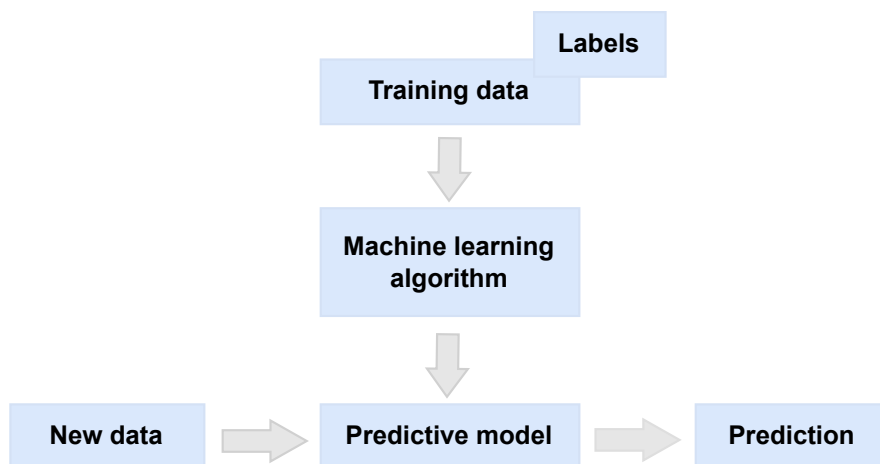 Labels
Training data
Machine learning
algorithm
New data
Predictive model
Prediction